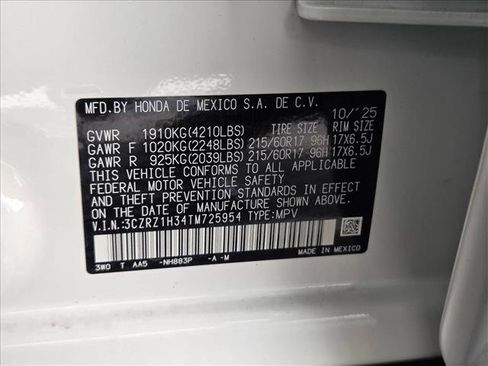 MFD.BY HONDA DE MEXICO S.A. DE C.V. 10/'25
TIRE SIZE RIM SIZE
GVWR 1910KG(4210LBS)
GAWR F 1020KG(2248LBS) 215/60R17 96H 17X6.5J
GAWR R 925KG(2039LBS) 215/60R17 96H 17X6.5J
THIS VEHICLE CONFORMS TO ALL APPLICABLE
FEDERAL MOTOR VEHICLE SAFETY
AND THEFT PREVENTION STANDARDS IN EFFECT
ON THE DATE OF MANUFACTURE SHOWN ABOVE.
V.I.N.:3CZRZ1H34TM725954 TYPE:MPV
3W0 T AA5 -NH883P -A -M MADE IN MEXICO